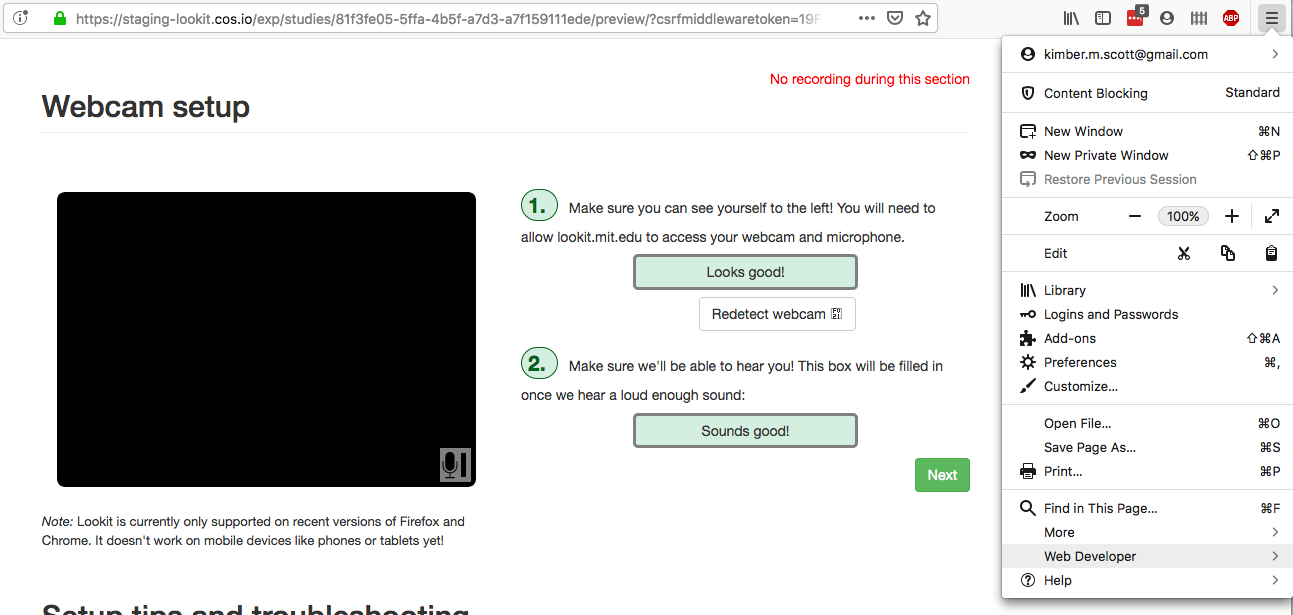 https://staging-lookit.cos.io/exp/studies/81f3fe05-5ffa-4b5f-a7d3-a7f159111ede/preview/?csrfmiddlewaretoken=19F
5
ABP
No recording during this section
Webcam setup
1. Make sure you can see yourself to the left! You will need to
allow lookit.mit.edu to access your webcam and microphone.
Looks good!
Redetect webcam
2. Make sure we'll be able to hear you! This box will be filled in
once we hear a loud enough sound:
Sounds good!
Next
Note: Lookit is currently only supported on recent versions of Firefox and
Chrome. It doesn't work on mobile devices like phones or tablets yet!
Setup tips and troubleshooting
kimber.m.scott@gmail.com
Content Blocking Standard
New Window ⌘N
New Private Window ⇧⌘P
Restore Previous Session
Zoom 100%
Edit
Library
Logins and Passwords
Add-ons ⇧⌘A
Preferences ⌘,
Customize...
Open File... ⌘O
Save Page As... ⌘S
Print... ⌘P
Find in This Page... ⌘F
More
Web Developer
Help